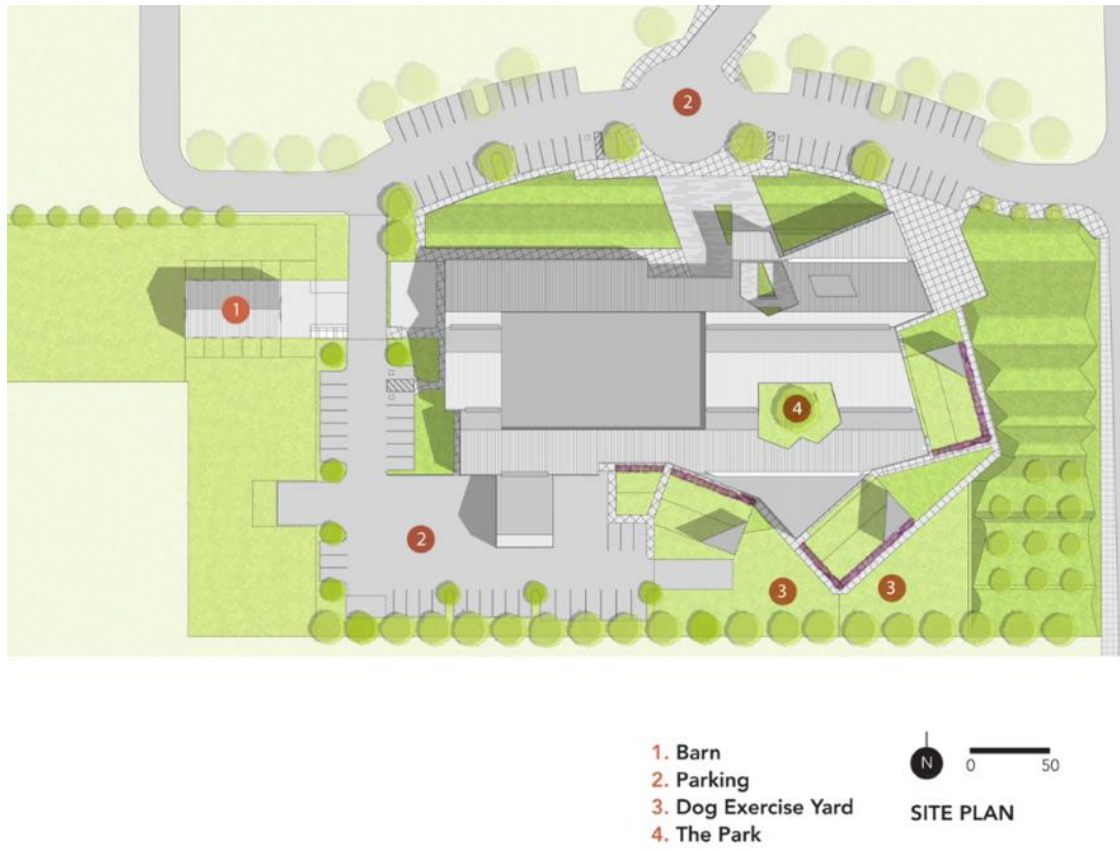 2
1
4
2
3
3
1. Barn
2. Parking
3. Dog Exercise Yard
4. The Park
N
0 50
SITE PLAN